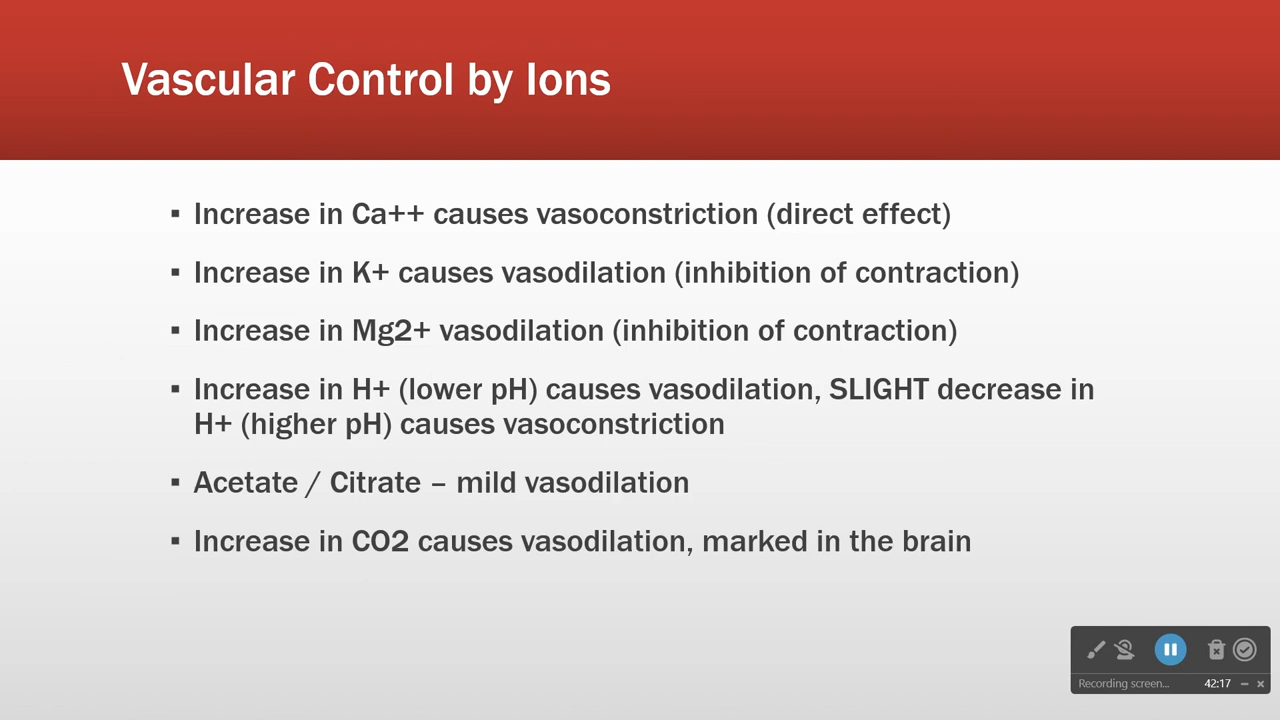 Vascular Control by Ions
▪ Increase in Ca++ causes vasoconstriction (direct effect)
▪ Increase in K+ causes vasodilation (inhibition of contraction)
▪ Increase in Mg2+ vasodilation (inhibition of contraction)
▪ Increase in H+ (lower pH) causes vasodilation, SLIGHT decrease in
H+ (higher pH) causes vasoconstriction
▪ Acetate / Citrate – mild vasodilation
▪ Increase in CO2 causes vasodilation, marked in the brain
Recording screen... 42:17